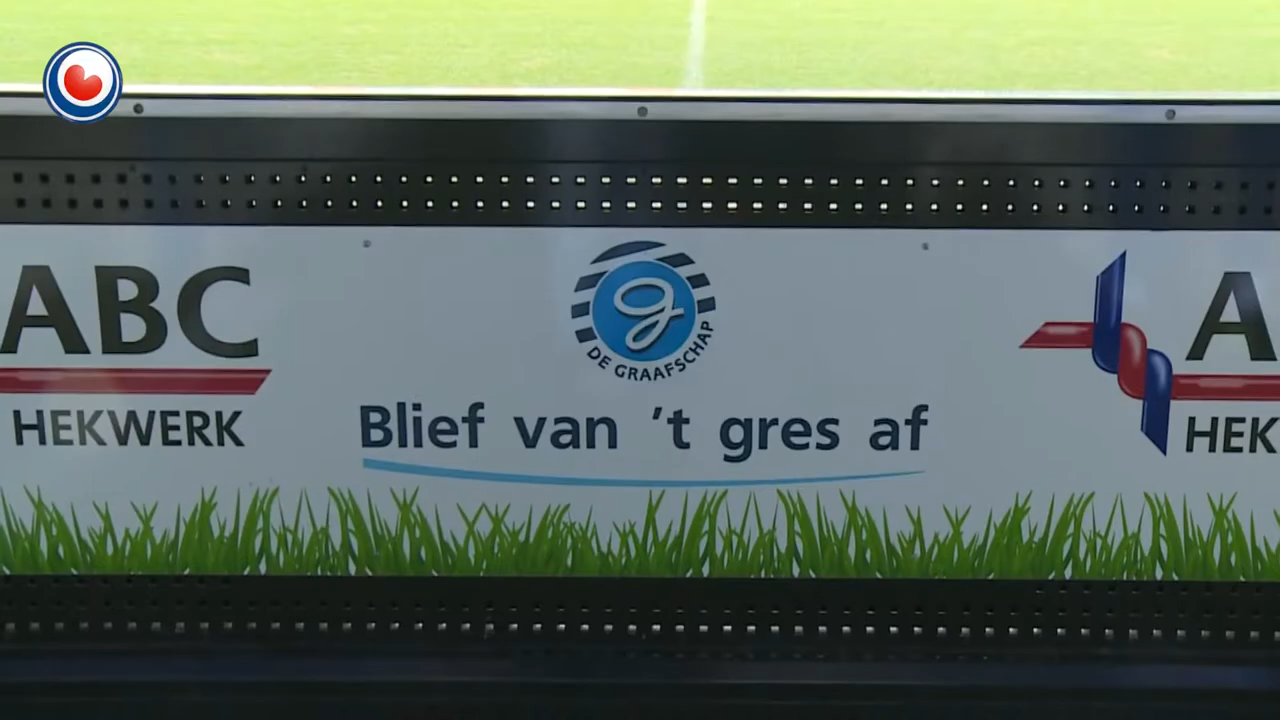 ABC
HEKWERK
DE GRAAFSCHAP
Blief van 't gres af
A
HEK